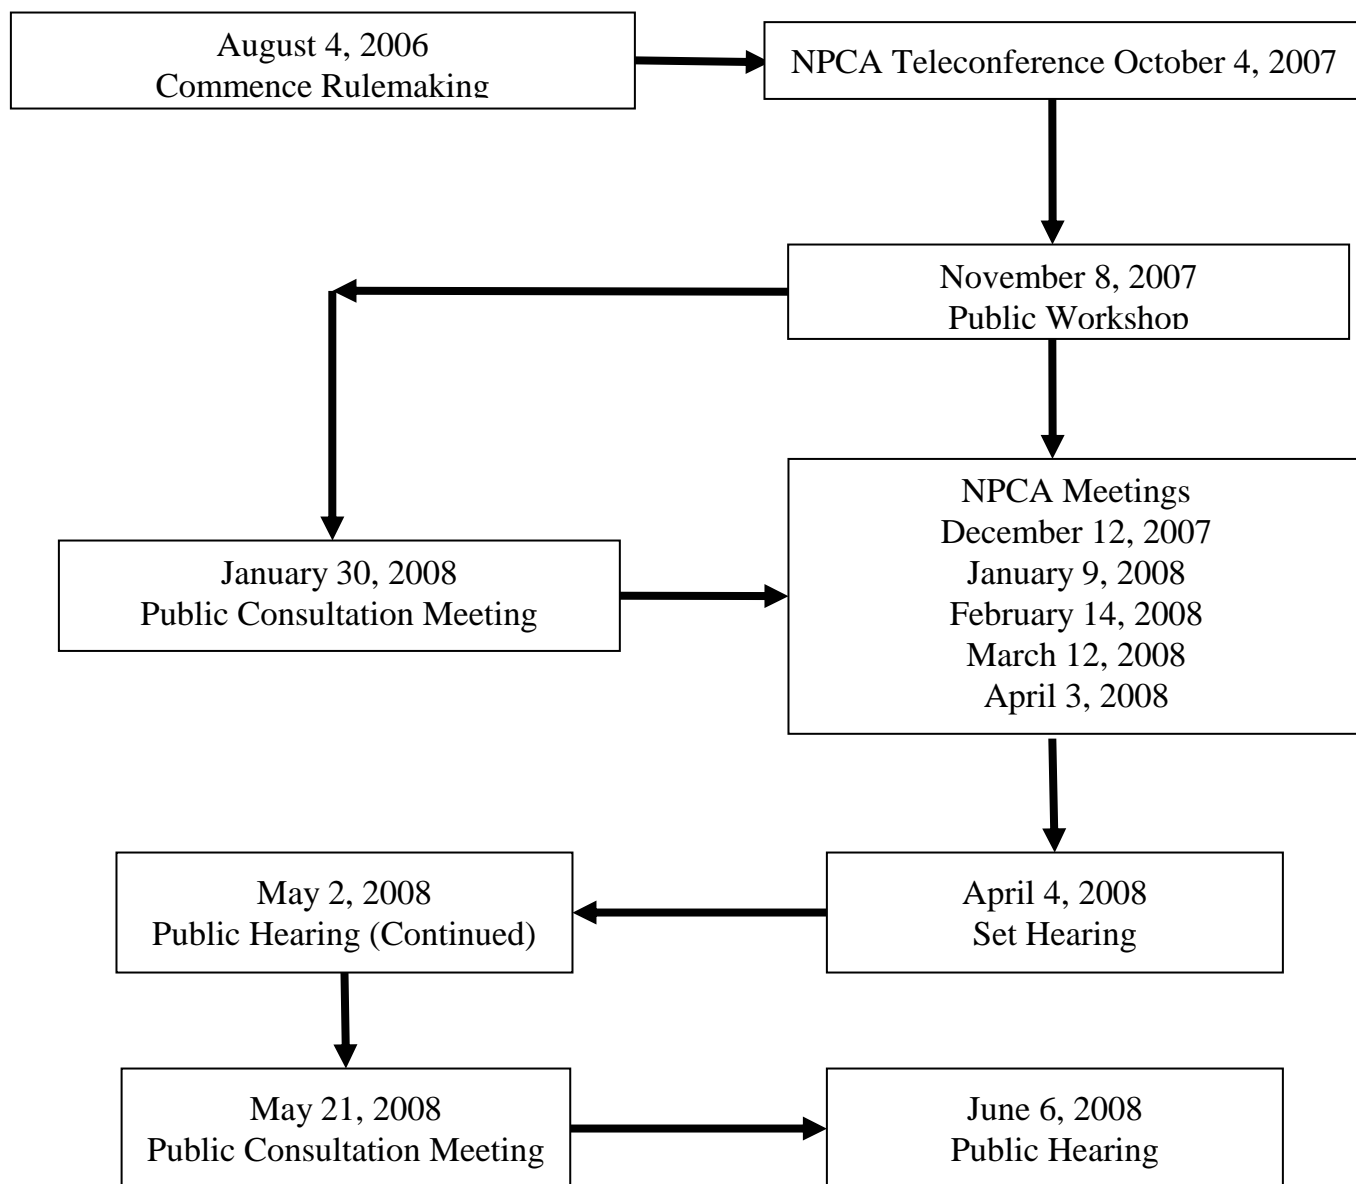 August 4, 2006
Commence Rulemaking
NPCA Teleconference October 4, 2007
November 8, 2007
Public Workshop
January 30, 2008
Public Consultation Meeting
NPCA Meetings
December 12, 2007
January 9, 2008
February 14, 2008
March 12, 2008
April 3, 2008
April 4, 2008
Set Hearing
May 2, 2008
Public Hearing (Continued)
May 21, 2008
Public Consultation Meeting
June 6, 2008
Public Hearing